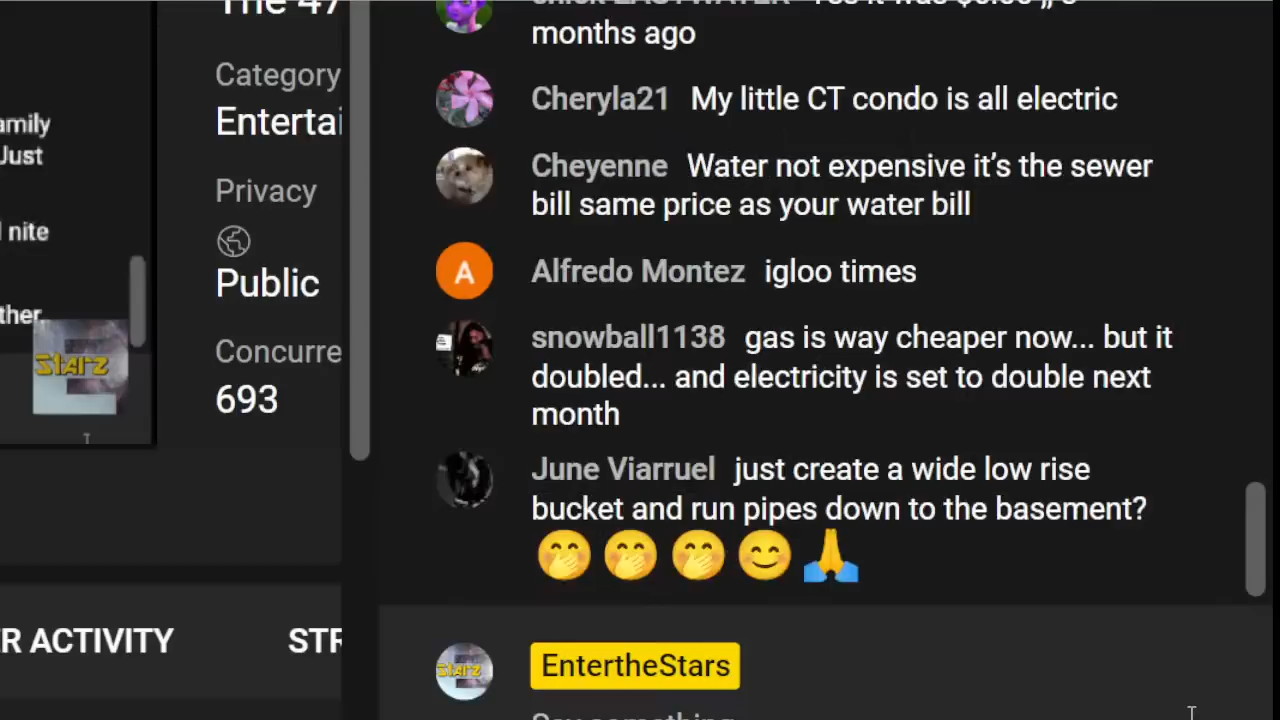 The 47
Category
Entertai
Privacy
Public
Concurre
693
amily
Just
nite
ther.
Starz
R ACTIVITY
STR
months ago
Cheryla21 My little CT condo is all electric
Cheyenne Water not expensive it's the sewer
bill same price as your water bill
A
Alfredo Montez igloo times
snowball1138 gas is way cheaper now... but it
doubled... and electricity is set to double next
month
June Viarruel just create a wide low rise
bucket and run pipes down to the basement?
🤭🤭🤭😊🙏
Starz
EntertheStars